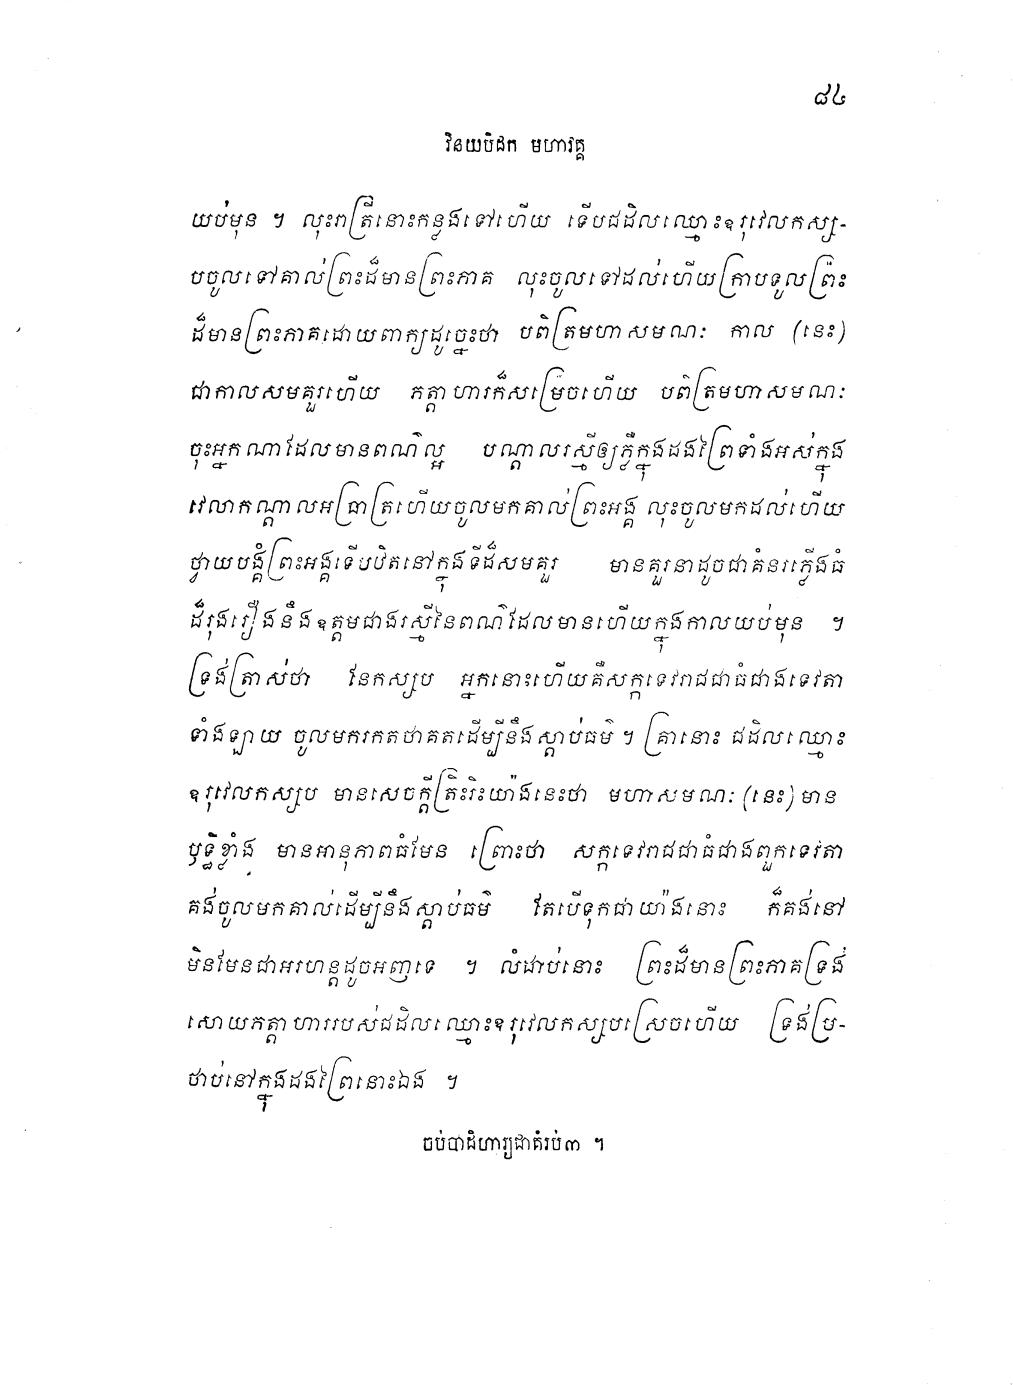 ៨៤
វិនយបិដក មហាវគ្គ
យប់មុន ។ លុះរាត្រីនោះកន្លងទៅហើយ ទើបជដិលឈ្មោះឧរុវេលកស្ស-
បចូលទៅគាល់ព្រះដ៏មានព្រះភាគ លុះចូលទៅដល់ហើយក្រាបទូលព្រះ
ដ៏មានព្រះភាគដោយពាក្យដូច្នេះថា បពិត្រមហាសមណៈ កាល (នេះ)
ជាកាលសមគួរហើយ ភត្តាហារក៏សម្រេចហើយ បពិត្រមហាសមណៈ
ចុះអ្នកណាដែលមានពណ៌ល្អ បណ្តាលរស្មីឲ្យភ្លឺក្នុងដងព្រៃទាំងអស់ក្នុង
វេលាកណ្តាលអធ្រាត្រហើយចូលមកគាល់ព្រះអង្គ លុះចូលមកដល់ហើយ
ថ្វាយបង្គំព្រះអង្គទើបឋិតនៅក្នុងទីដ៏សមគួរ មានគួរនាដូចជាគំនរភ្លើងធំ
ដ៏រុងរឿងនឹងឧត្តមជាងរស្មីនៃពណ៌ដែលមានហើយក្នុងកាលយប់មុន ។
ទ្រង់ត្រាស់ថា នែកស្សប អ្នកនោះហើយគឺសក្កទេវរាជជាធំជាងទេវតា
ទាំងឡាយ ចូលមករកតថាគតដើម្បីនឹងស្តាប់ធម៌ ។ គ្រានោះ ជដិលឈ្មោះ
ឧរុវេលកស្សប មានសេចក្តីត្រិះរិះយ៉ាងនេះថា មហាសមណៈ (នេះ) មាន
ឫទ្ធិខ្លាំង មានអានុភាពធំមែន ព្រោះថា សក្កទេវរាជជាធំជាងពួកទេវតា
គង់ចូលមកគាល់ដើម្បីនឹងស្តាប់ធម៌ តែបើទុកជាយ៉ាងនោះ ក៏គង់នៅ
មិនមែនជាអរហន្តដូចអញទេ ។ លំដាប់នោះ ព្រះដ៏មានព្រះភាគទ្រង់
សោយភត្តាហាររបស់ជដិលឈ្មោះឧរុវេលកស្សបស្រេចហើយ ទ្រង់ប្រ-
ថាប់នៅក្នុងដងព្រៃនោះឯង ។
ចប់បាដិហារ្យជាគំរប់៣ ។